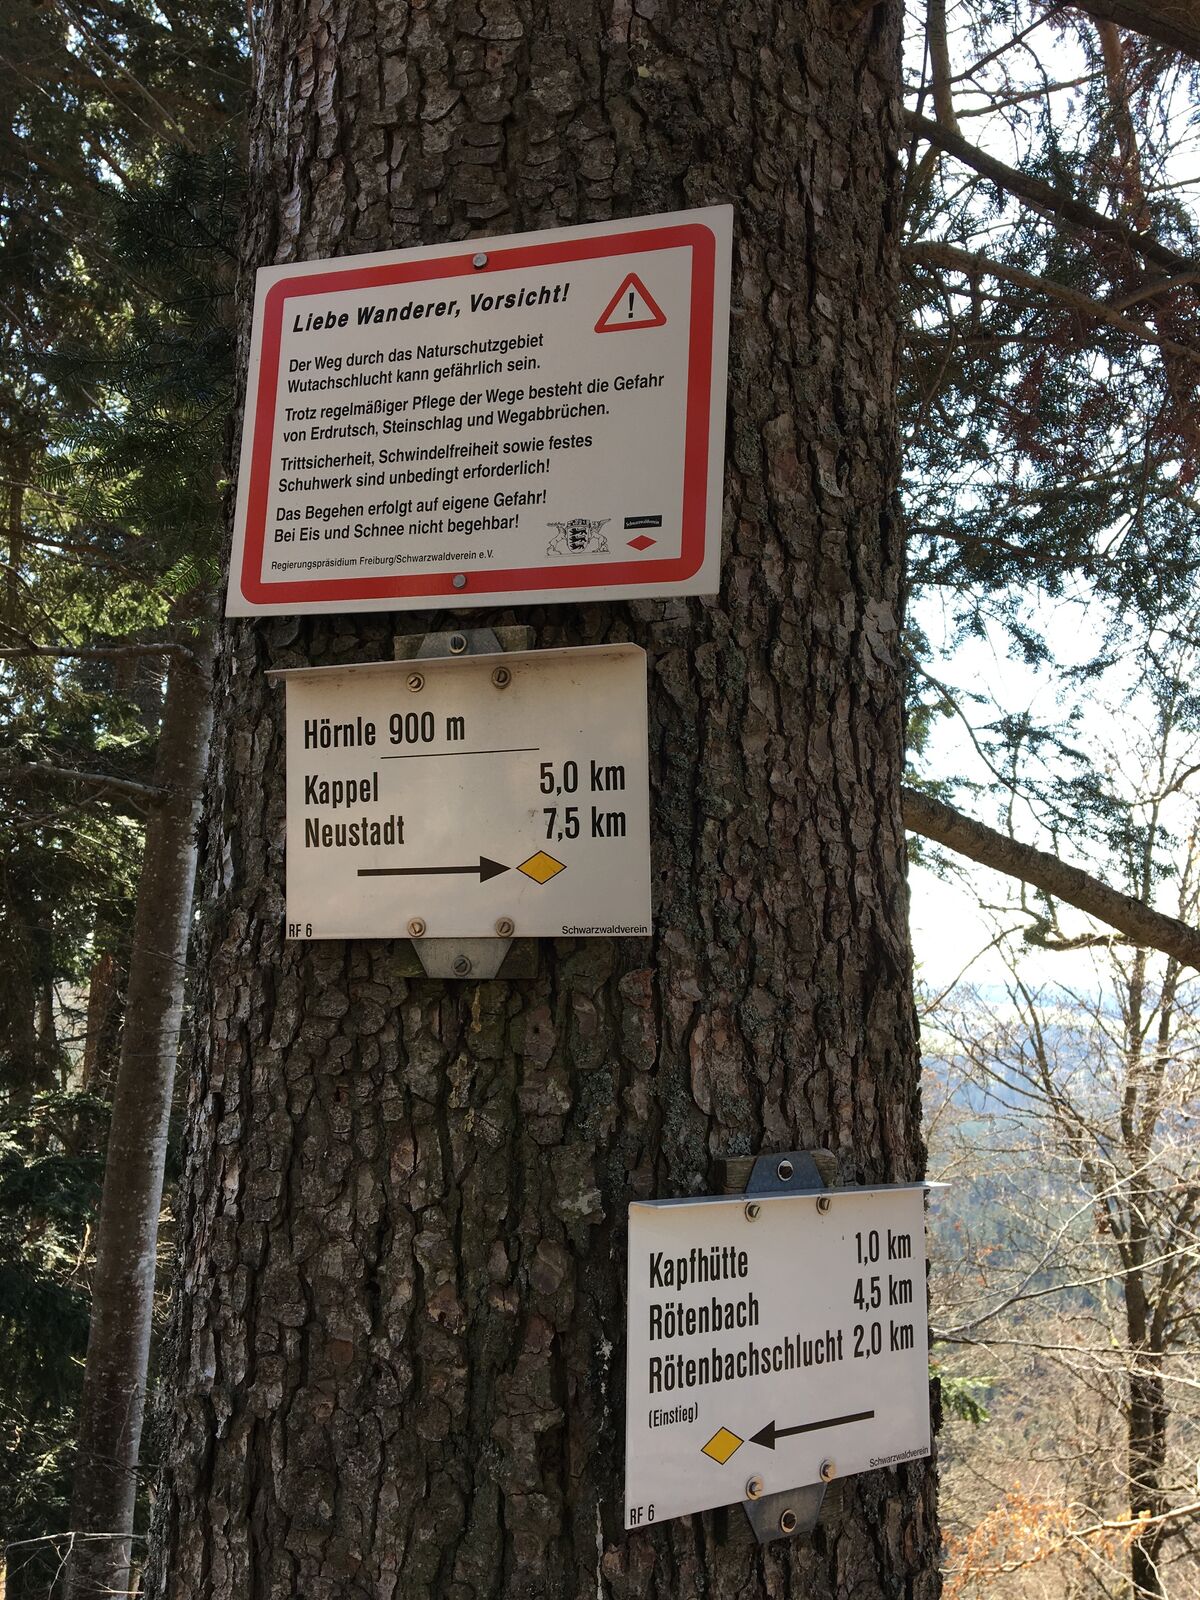 Liebe Wanderer, Vorsicht!
!
Der Weg durch das Naturschutzgebiet
Wutachschlucht kann gefährlich sein.
Trotz regelmäßiger Pflege der Wege besteht die Gefahr
von Erdrutsch, Steinschlag und Wegabbrüchen.
Trittsicherheit, Schwindelfreiheit sowie festes
Schuhwerk sind unbedingt erforderlich!
Das Begehen erfolgt auf eigene Gefahr!
Bei Eis und Schnee nicht begehbar!
Schwarzwaldverein
Regierungspräsidium Freiburg/Schwarzwaldverein e.V.
Hörnle 900 m
Kappel 5,0 km
Neustadt 7,5 km
RF 6 Schwarzwaldverein
Kapfhütte 1,0 km
Rötenbach 4,5 km
Rötenbachschlucht 2,0 km
(Einstieg)
Schwarzwaldverein
RF 6